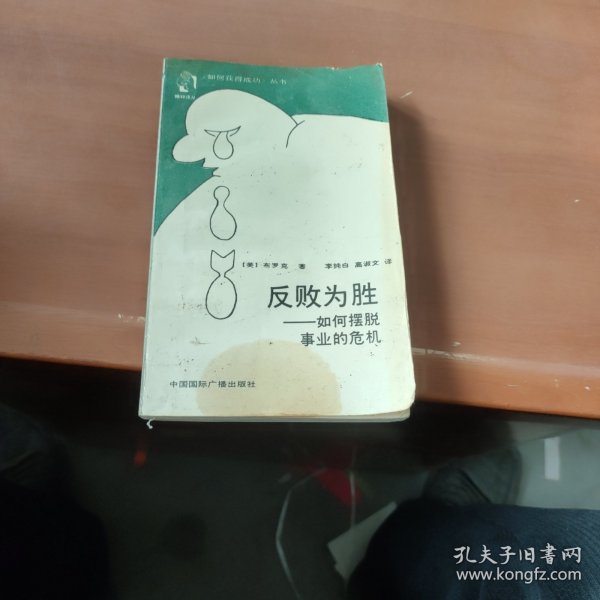 《如何获得成功》丛书
[美] 布罗克 著 李纯白 高淑文 译
反败为胜
——如何摆脱
事业的危机
中国国际广播出版社
孔夫子旧书网
www.kongfz.com